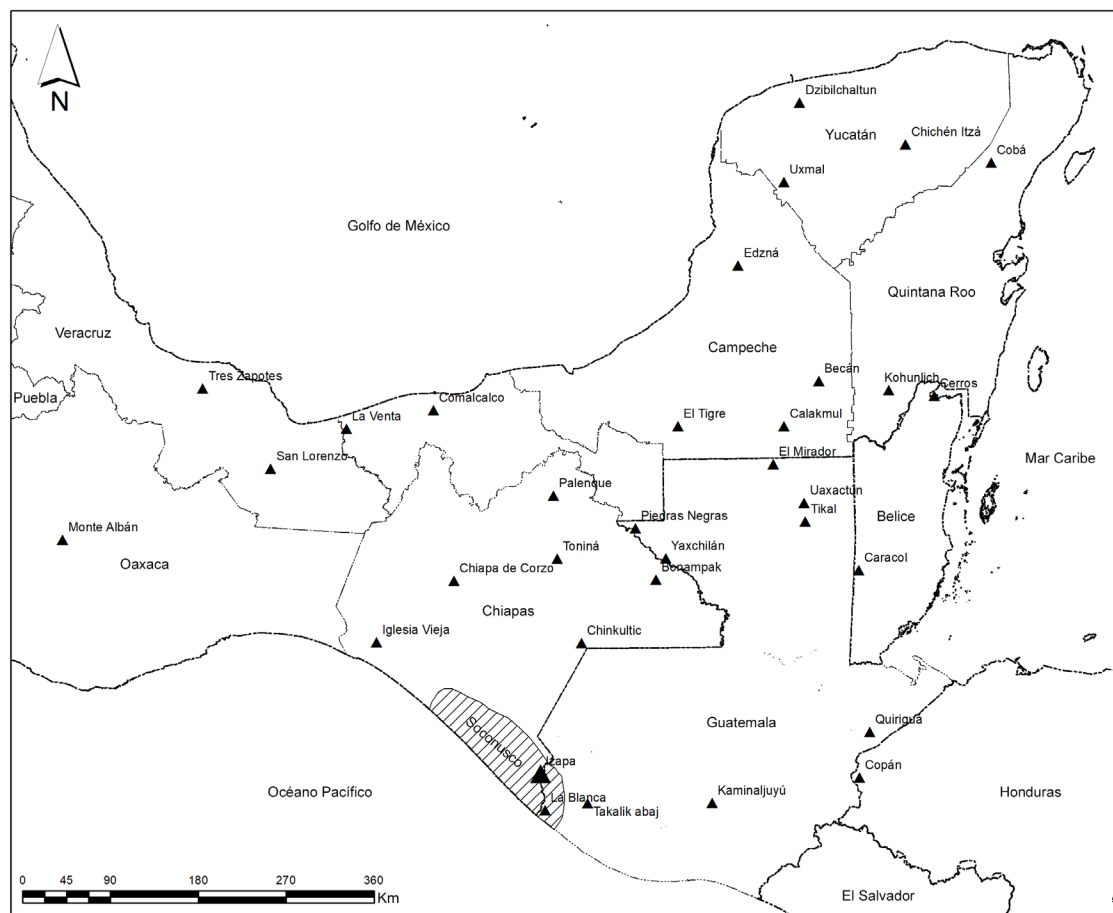 N
Dzibilchaltun
Yucatán
Chichén Itzá
Cobá
Uxmal
Golfo de México
Edzná
Quintana Roo
Veracruz
Campeche
Tres Zapotes
Becán
Kohunlich
Cerros
Puebla
Comalcalco
La Venta
El Tigre
Calakmul
San Lorenzo
El Mirador
Mar Caribe
Palenque
Uaxactún
Tikal
Belice
Monte Albán
Piedras Negras
Oaxaca
Toniná
Yaxchilán
Chiapa de Corzo
Bonampak
Caracol
Chiapas
Iglesia Vieja
Chinkultic
Soconusco
Guatemala
Quiriguá
Izapa
Copán
Océano Pacífico
La Blanca
Takalik abaj
Kaminaljuyú
Honduras
0 45 90 180 270 360
Km
El Salvador